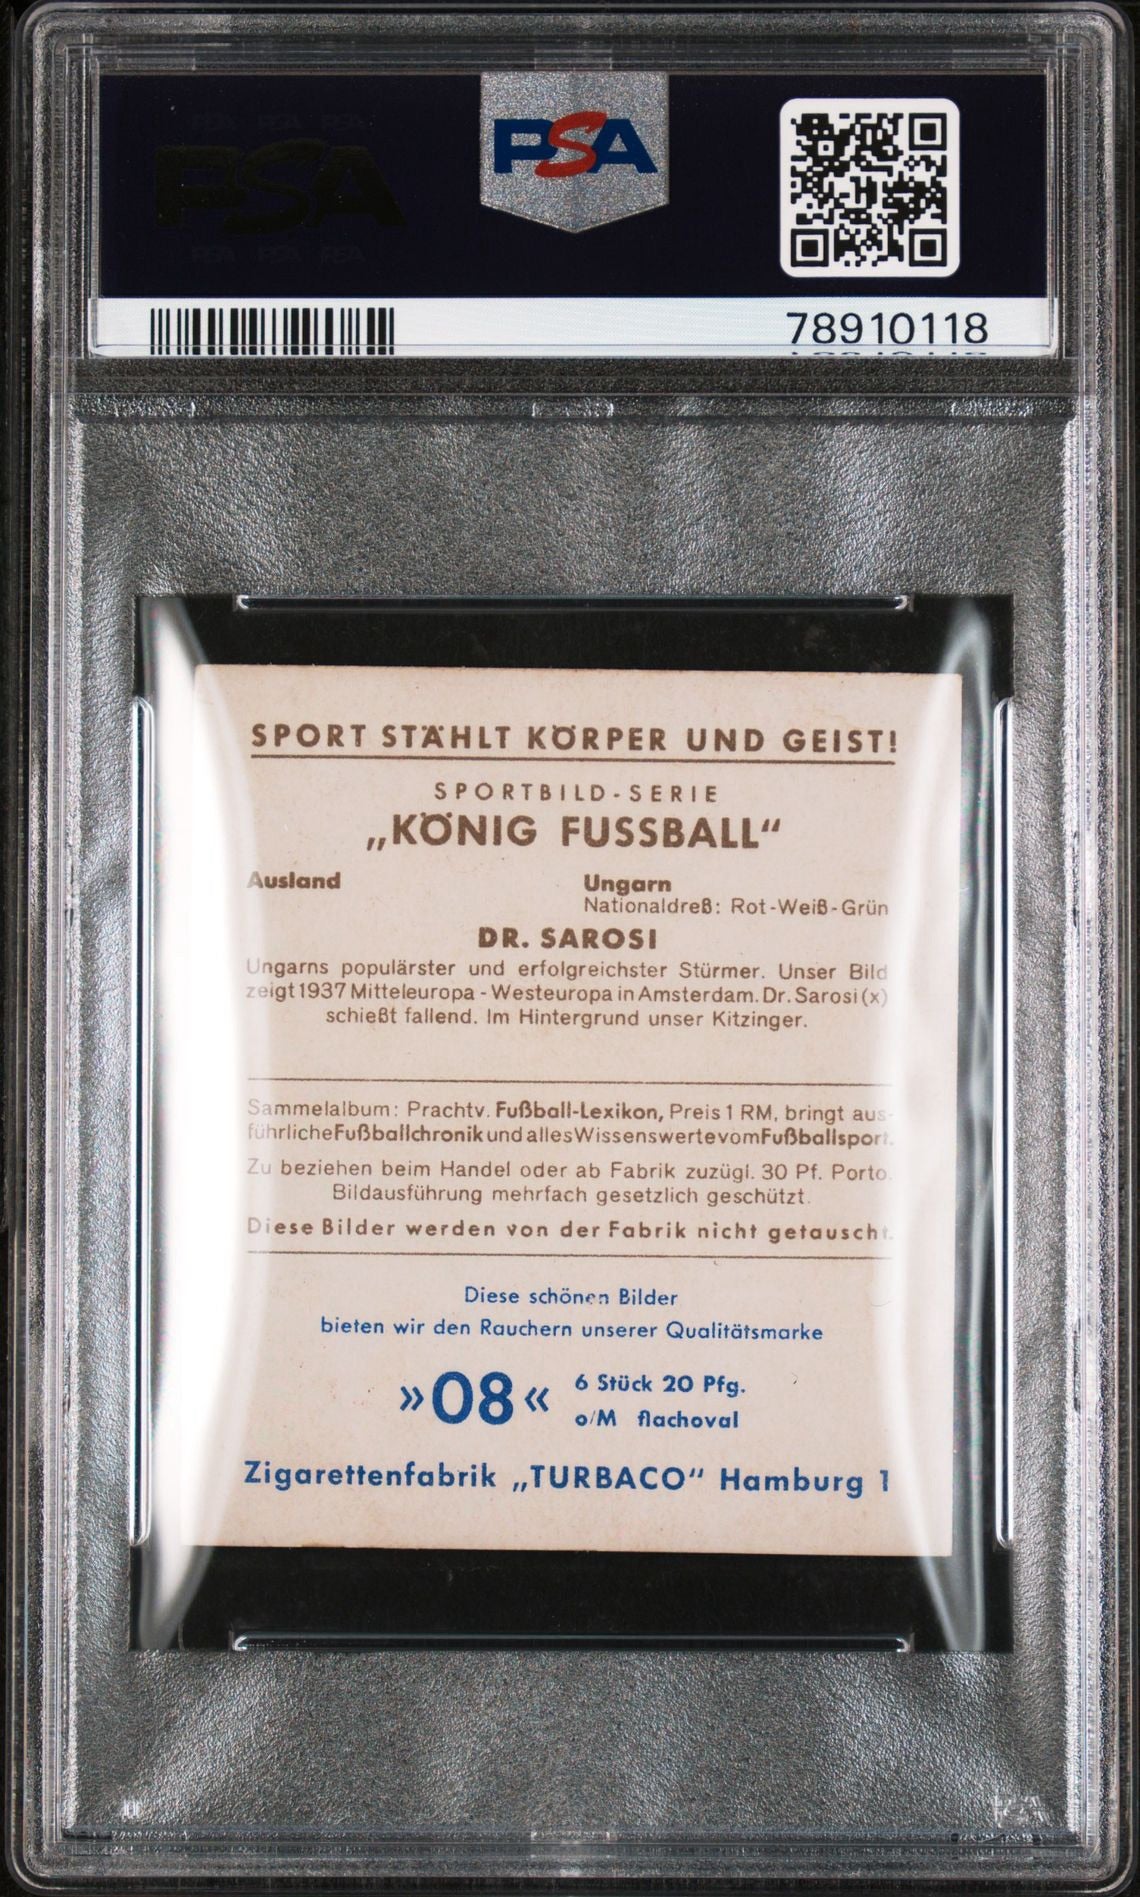 PSA
PSA
78910118
SPORT STÄHLT KÖRPER UND GEIST!
SPORTBILD-SERIE
„KÖNIG FUSSBALL“
Ausland
Ungarn
Nationaldreß: Rot-Weiß-Grün
DR. SAROSI
Ungarns populärster und erfolgreichster Stürmer. Unser Bild
zeigt 1937 Mitteleuropa - Westeuropa in Amsterdam. Dr. Sarosi (x)
schießt fallend. Im Hintergrund unser Kitzinger.
Sammelalbum: Prachtv. Fußball-Lexikon, Preis 1 RM, bringt aus-
führliche Fußballchronik und alles Wissenswerte vom Fußballsport.
Zu beziehen beim Handel oder ab Fabrik zuzügl. 30 Pf. Porto.
Bildausführung mehrfach gesetzlich geschützt.
Diese Bilder werden von der Fabrik nicht getauscht.
Diese schönen Bilder
bieten wir den Rauchern unserer Qualitätsmarke
»08« 6 Stück 20 Pfg.
o/M flachoval
Zigarettenfabrik „TURBACO“ Hamburg 1